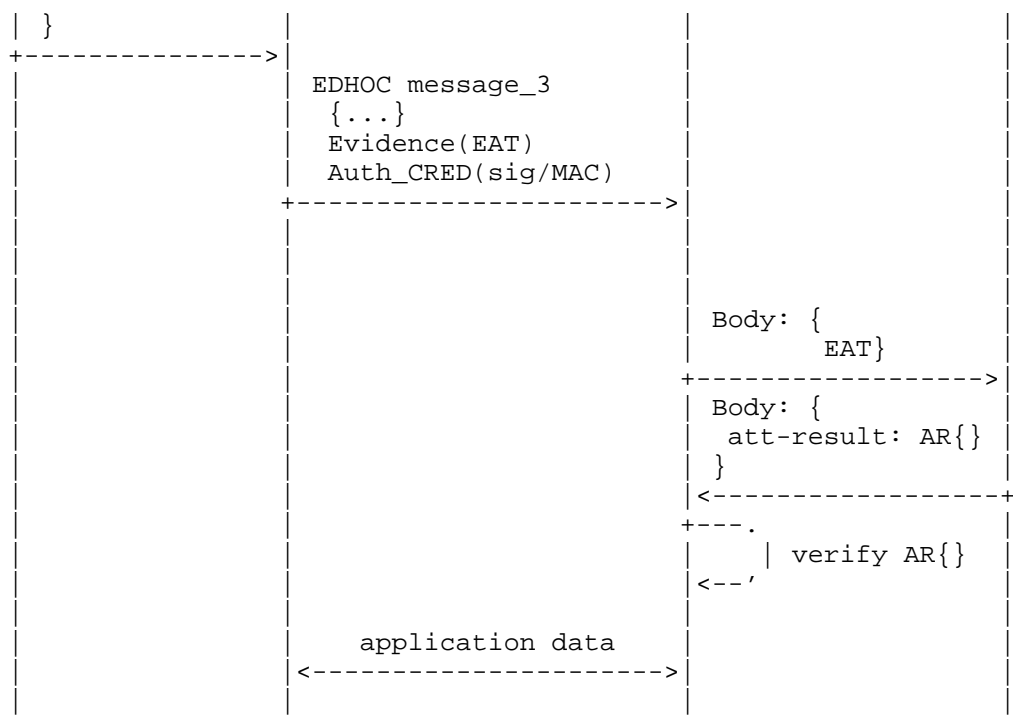 }
EDHOC message_3
{...}
Evidence(EAT)
Auth_CRED(sig/MAC)
Body: {
EAT}
Body: {
att-result: AR{}
}
verify AR{}
application data